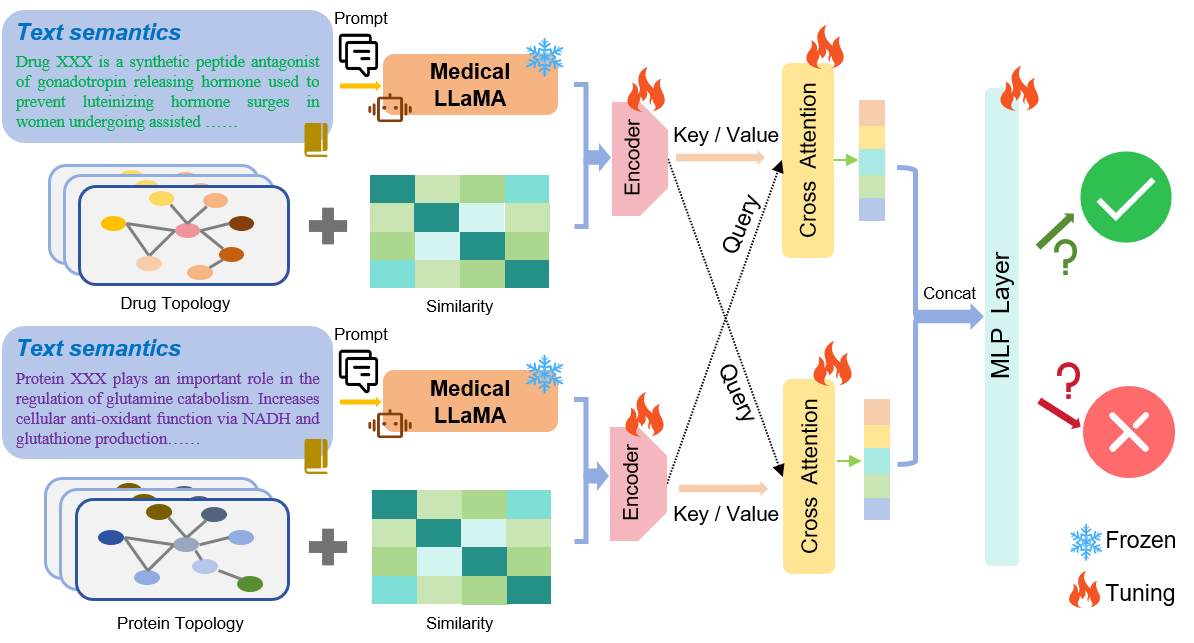 Text semantics
Drug XXX is a synthetic peptide antagonist
of gonadotropin releasing hormone used to
prevent luteinizing hormone surges in
women undergoing assisted ……
Prompt
Medical
LLaMA
Drug Topology
Similarity
Encoder
Key / Value
Query
Cross Attention
Text semantics
Protein XXX plays an important role in the
regulation of glutamine catabolism. Increases
cellular anti-oxidant function via NADH and
glutathione production……
Prompt
Medical
LLaMA
Protein Topology
Similarity
Encoder
Key / Value
Query
Cross Attention
Concat
MLP Layer
?
?
Frozen
Tuning